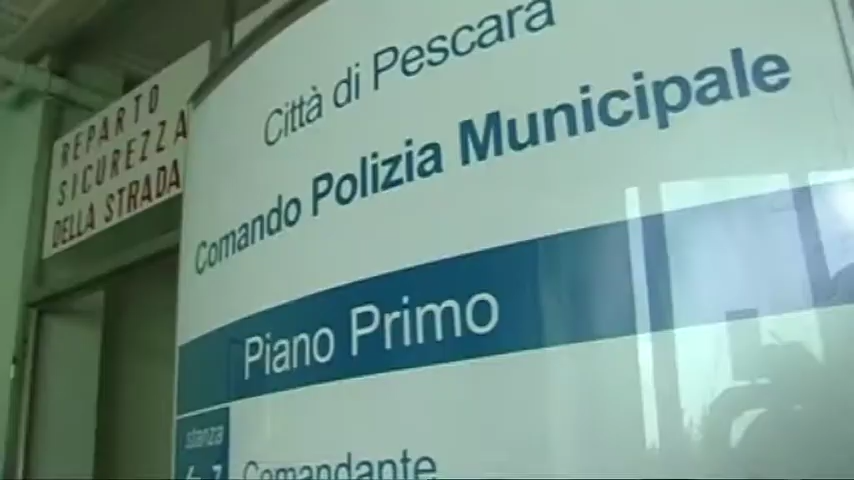 REPARTO
SICUREZZA
DELLA STRADA
Città di Pescara
Comando Polizia Municipale
Piano Primo
stanza
Comandante